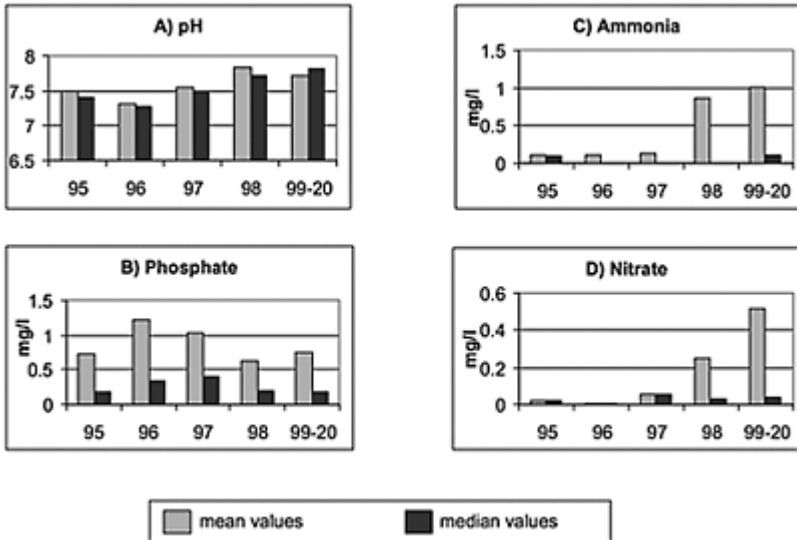 A) pH
8
7.5
7
6.5
95 96 97 98 99-20
C) Ammonia
mg/l
1.5
1
0.5
0
95 96 97 98 99-20
B) Phosphate
mg/l
1.5
1
0.5
0
95 96 97 98 99-20
D) Nitrate
mg/l
0.6
0.4
0.2
0
95 96 97 98 99-20
mean values median values